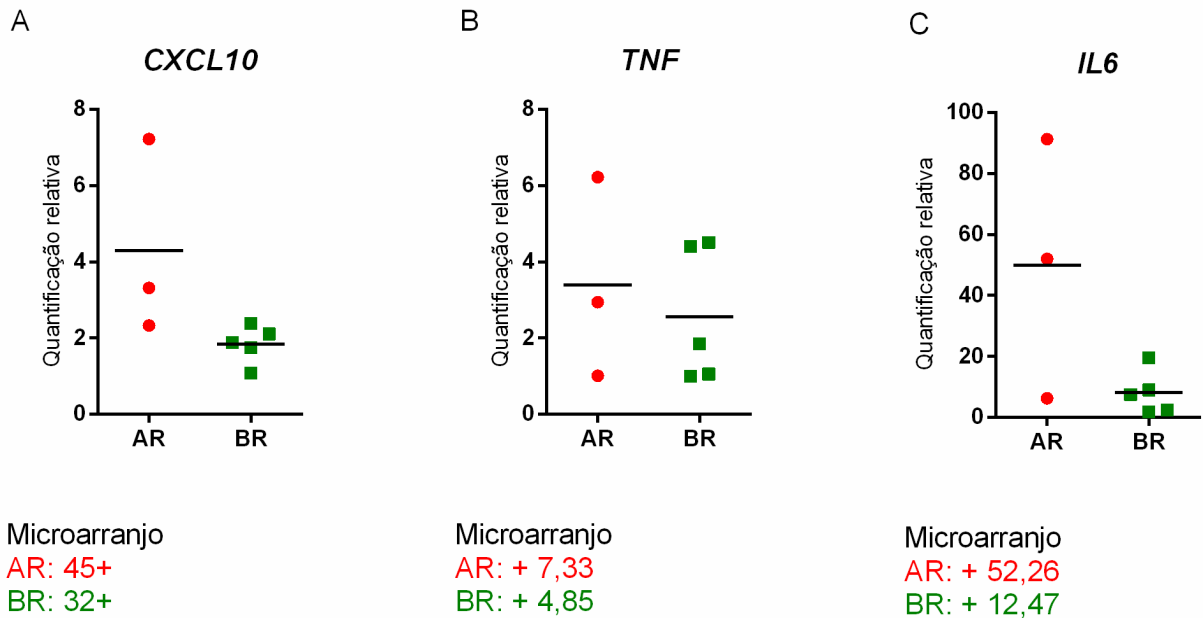 A
CXCL10
Quantificação relativa
8
6
4
2
0
AR BR
Microarranjo
AR: 45+
BR: 32+
B
TNF
Quantificação relativa
8
6
4
2
0
AR BR
Microarranjo
AR: + 7,33
BR: + 4,85
C
IL6
Quantificação relativa
100
80
60
40
20
0
AR BR
Microarranjo
AR: + 52,26
BR: + 12,47